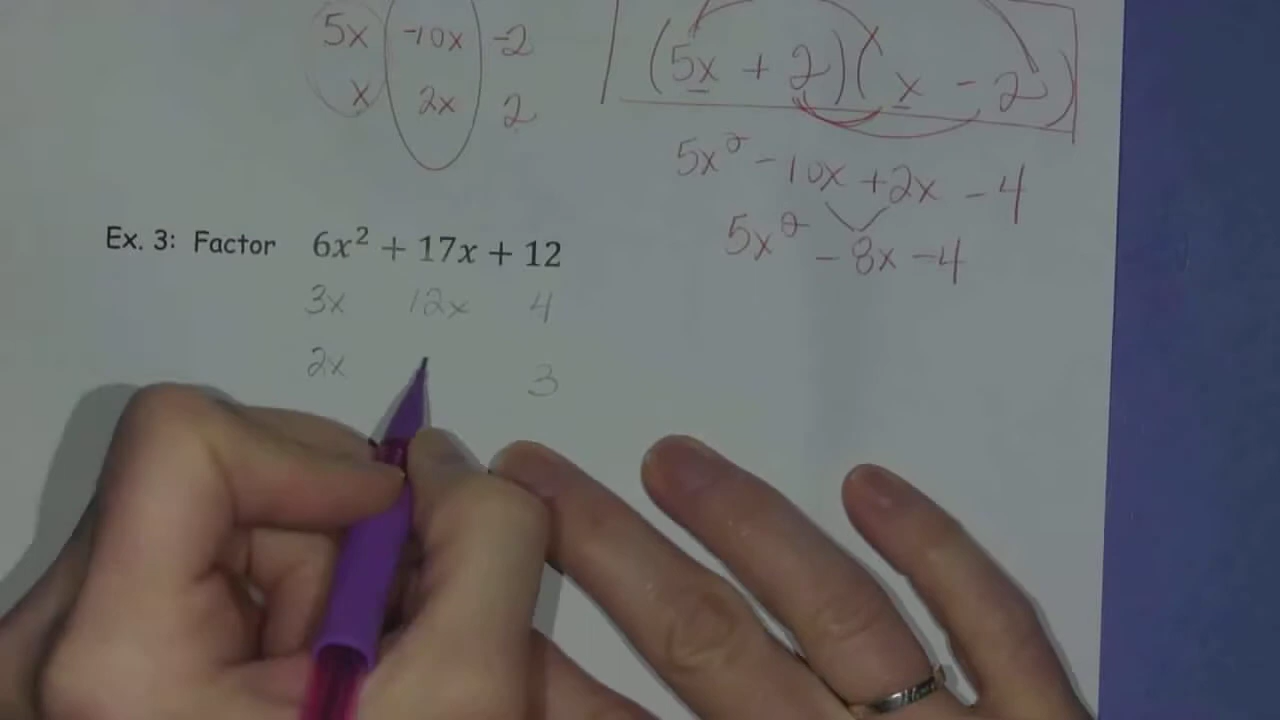 5x -10x -2
x 2x 2
(5x + 2)(x - 2)
5x² - 10x + 2x - 4
5x² - 8x - 4
Ex. 3: Factor 6x² + 17x + 12
3x 12x 4
2x 3